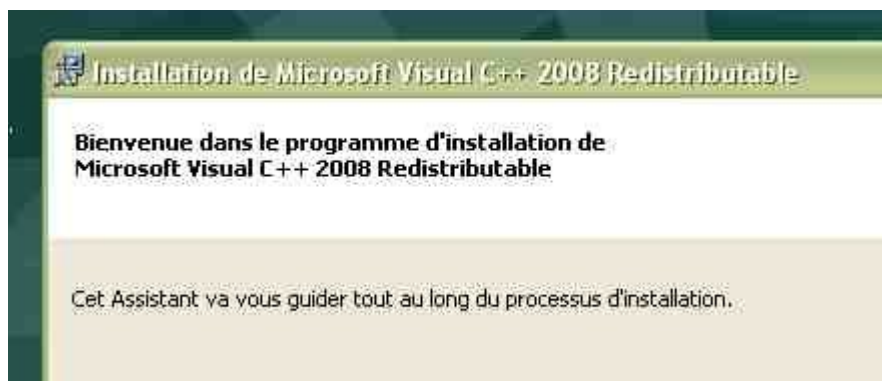 Installation de Microsoft Visual C++ 2008 Redistributable
Bienvenue dans le programme d'installation de
Microsoft Visual C++ 2008 Redistributable
Cet Assistant va vous guider tout au long du processus d'installation.